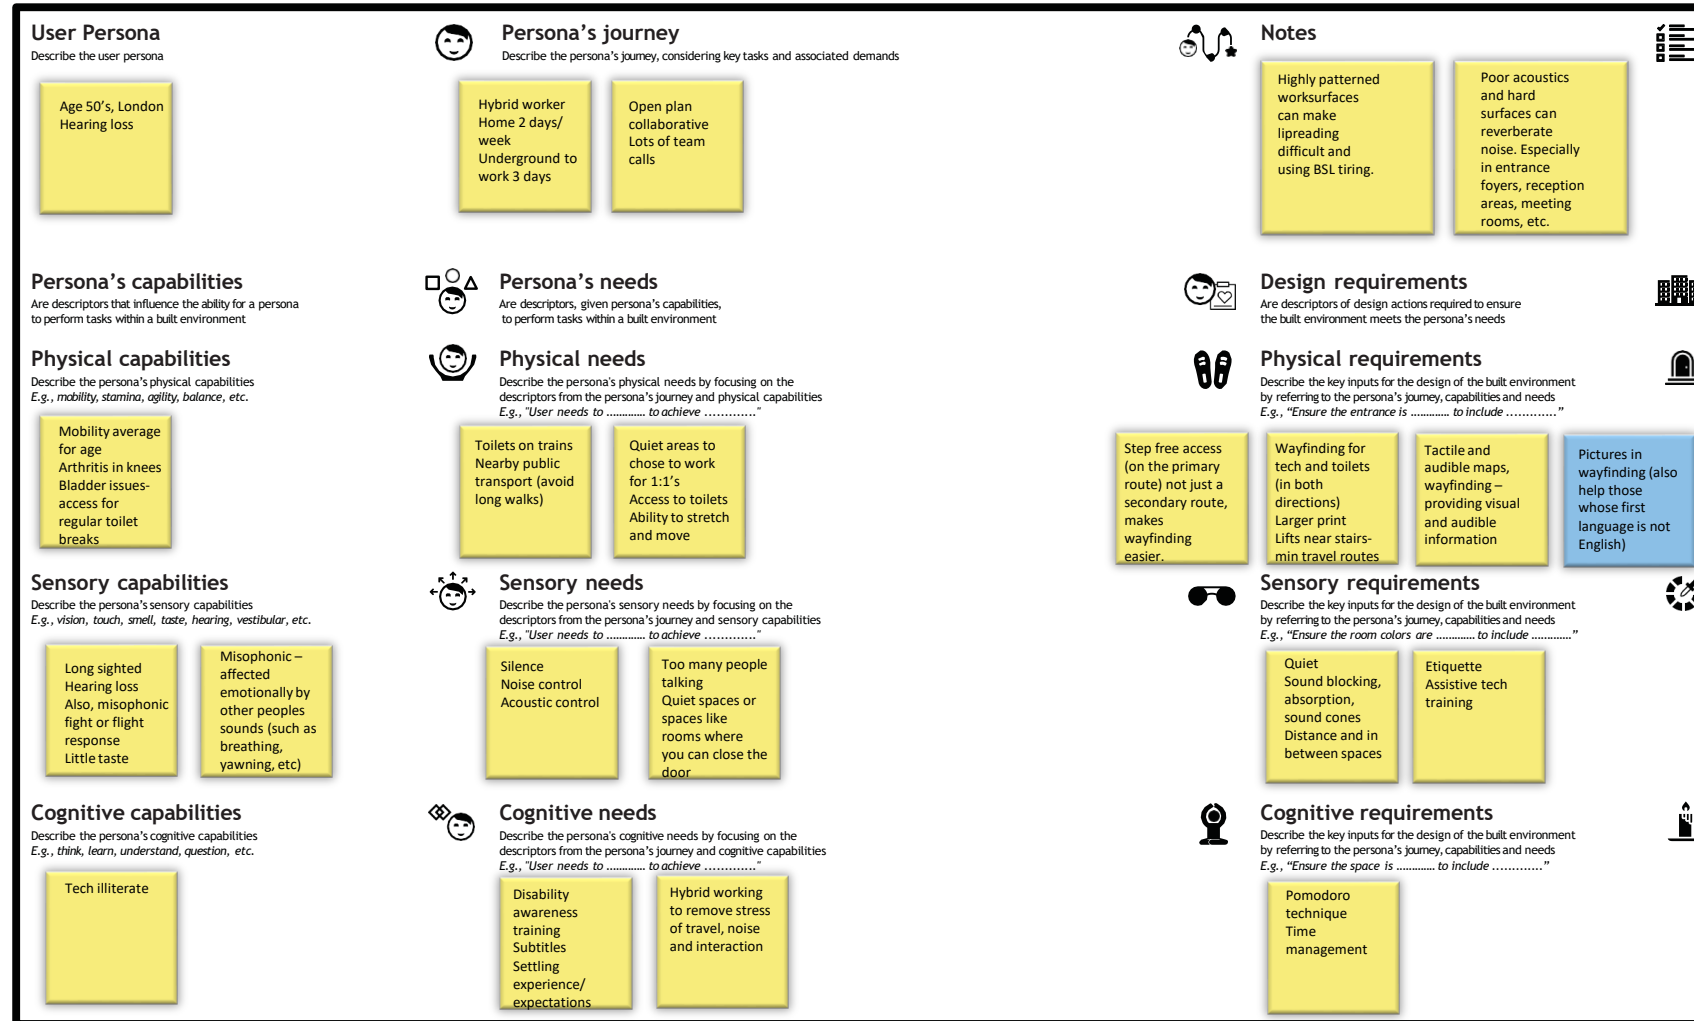 User Persona
Describe the user persona
Age 50's, London
Hearing loss
Persona's journey
Describe the persona's journey, considering key tasks and associated demands
Hybrid worker
Home 2 days/
week
Underground to
work 3 days
Open plan
collaborative
Lots of team
calls
Notes
Highly patterned
worksurfaces
can make
lipreading
difficult and
using BSL tiring.
Poor acoustics
and hard
surfaces can
reverberate
noise. Especially
in entrance
foyers, reception
areas, meeting
rooms, etc.
Persona's capabilities
Are descriptors that influence the ability for a persona
to perform tasks within a built environment
Persona's needs
Are descriptors, given persona's capabilities,
to perform tasks within a built environment
Design requirements
Are descriptors of design actions required to ensure
the built environment meets the persona's needs
Physical capabilities
Describe the persona's physical capabilities
E.g., mobility, stamina, agility, balance, etc.
Mobility average
for age
Arthritis in knees
Bladder issues-
access for
regular toilet
breaks
Physical needs
Describe the persona's physical needs by focusing on the
descriptors from the journey and physical capabilities
E.g., "User needs to ............. to achieve ............."
Toilets on trains
Nearby public
transport (avoid
long walks)
Quiet areas to
chose to work
for 1:1's
Access to toilets
Ability to stretch
and move
Physical requirements
Describe the key inputs for the design of the built environment
by referring to the persona's journey, capabilities and needs
E.g., "Ensure the entrance is ............. to include ............."
Step free access
(on the primary
route) not just a
secondary route,
makes
wayfinding
easier.
Wayfinding for
tech and toilets
(in both
directions)
Larger print
Lifts near stairs-
min travel routes
Tactile and
audible maps,
wayfinding –
providing visual
and audible
information
Pictures in
wayfinding (also
help those
whose first
language is not
English)
Sensory capabilities
Describe the persona's sensory capabilities
E.g., vision, touch, smell, taste, hearing, vestibular, etc.
Long sighted
Hearing loss
Also, misophonic
fight or flight
response
Little taste
Misophonic –
affected
emotionally by
other peoples
sounds (such as
breathing,
yawning, etc)
Sensory needs
Describe the persona's sensory needs by focusing on the
descriptors from the persona's journey and sensory capabilities
E.g., "User needs to ............. to achieve ............."
Silence
Noise control
Acoustic control
Too many people
talking
Quiet spaces or
spaces like
rooms where
you can close the
door
Sensory requirements
Describe the key inputs for the design of the built environment
by referring to the persona's journey, capabilities and needs
E.g., "Ensure the room colors are ............. to include ............."
Quiet
Sound blocking,
absorption,
sound cones
Distance and in
between spaces
Etiquette
Assistive tech
training
Cognitive capabilities
Describe the persona's cognitive capabilities
E.g., think, learn, understand, question, etc.
Tech illiterate
Cognitive needs
Describe the persona's cognitive needs by focusing on the
descriptors from the persona's journey and cognitive capabilities
E.g., "User needs to ............. to achieve ............."
Disability
awareness
training
Subtitles
Settling
experience/
expectations
Hybrid working
to remove stress
of travel, noise
and interaction
Cognitive requirements
Describe the key inputs for the design of the built environment
by referring to the persona's journey, capabilities and needs
E.g., "Ensure the space is ............. to include ............."
Pomodoro
technique
Time
management